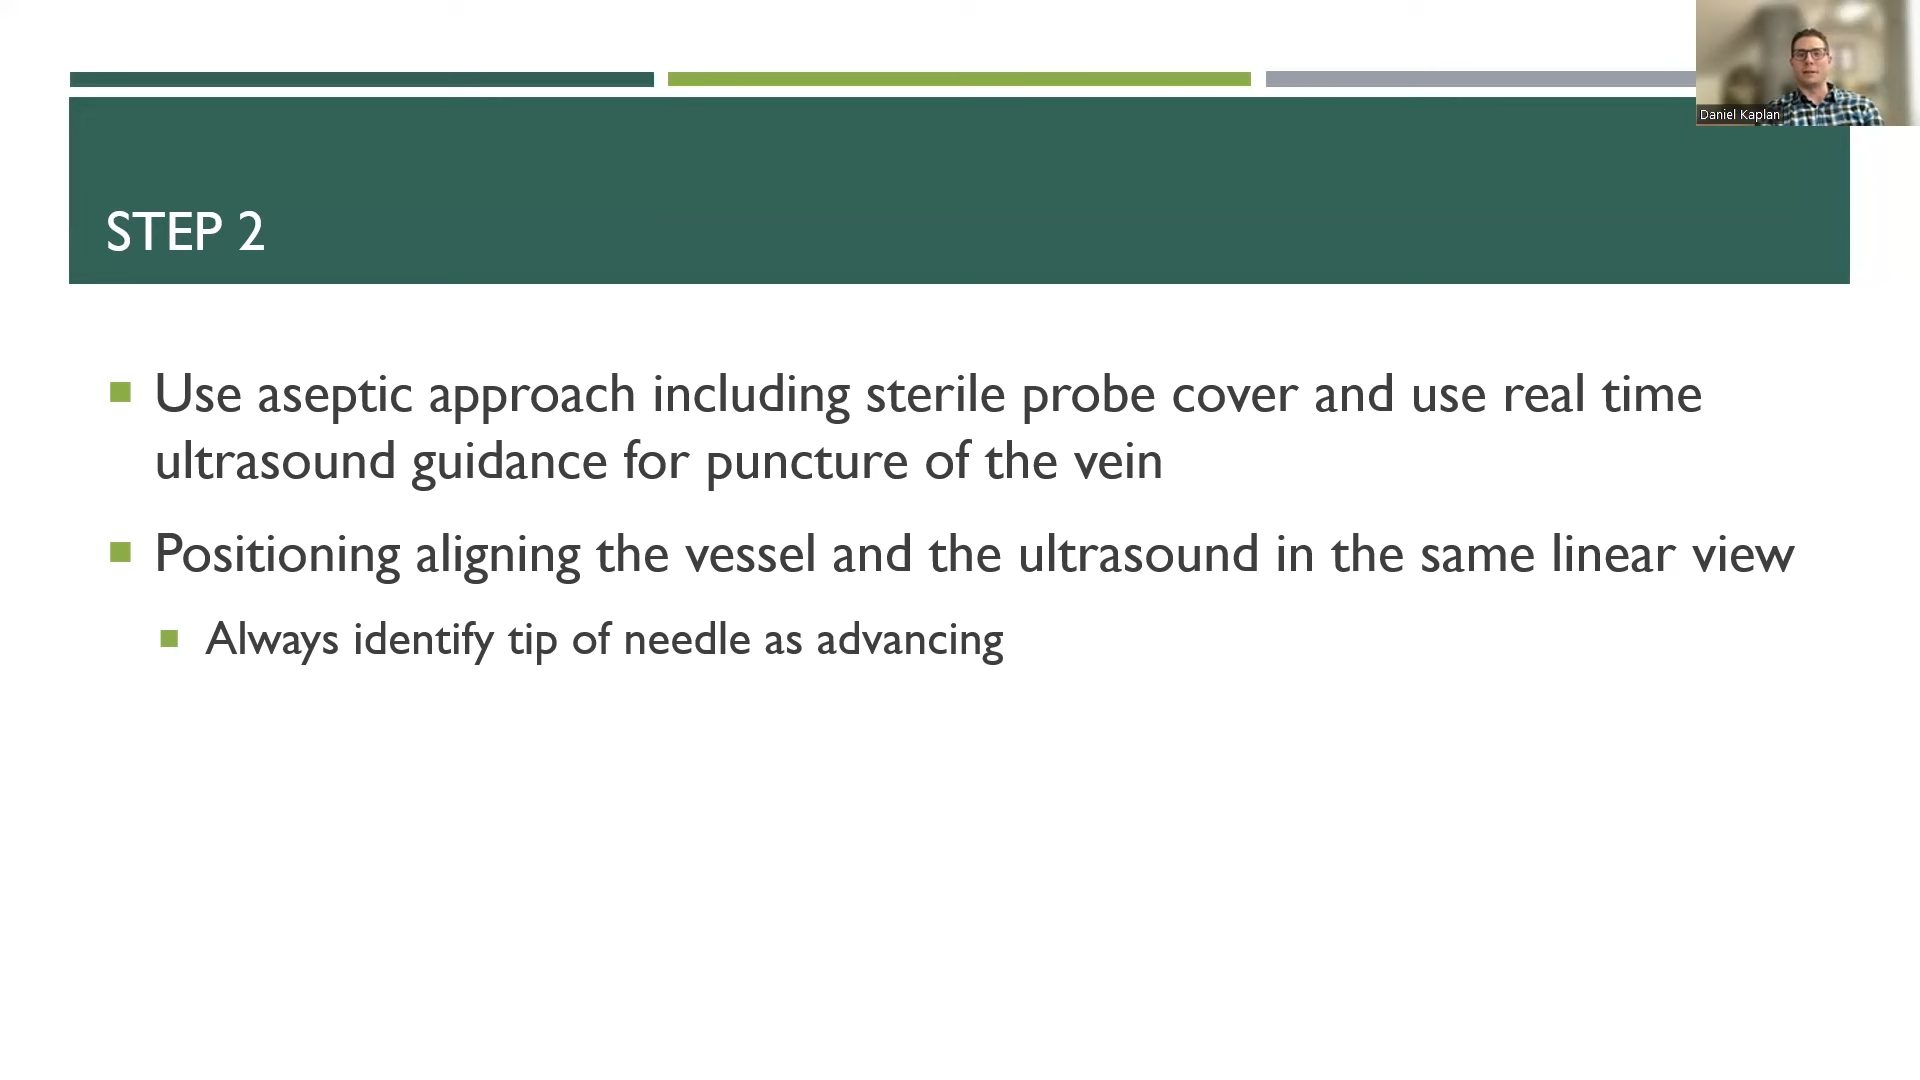 Daniel Kaplan
STEP 2
Use aseptic approach including sterile probe cover and use real time
ultrasound guidance for puncture of the vein
Positioning aligning the vessel and the ultrasound in the same linear view
Always identify tip of needle as advancing